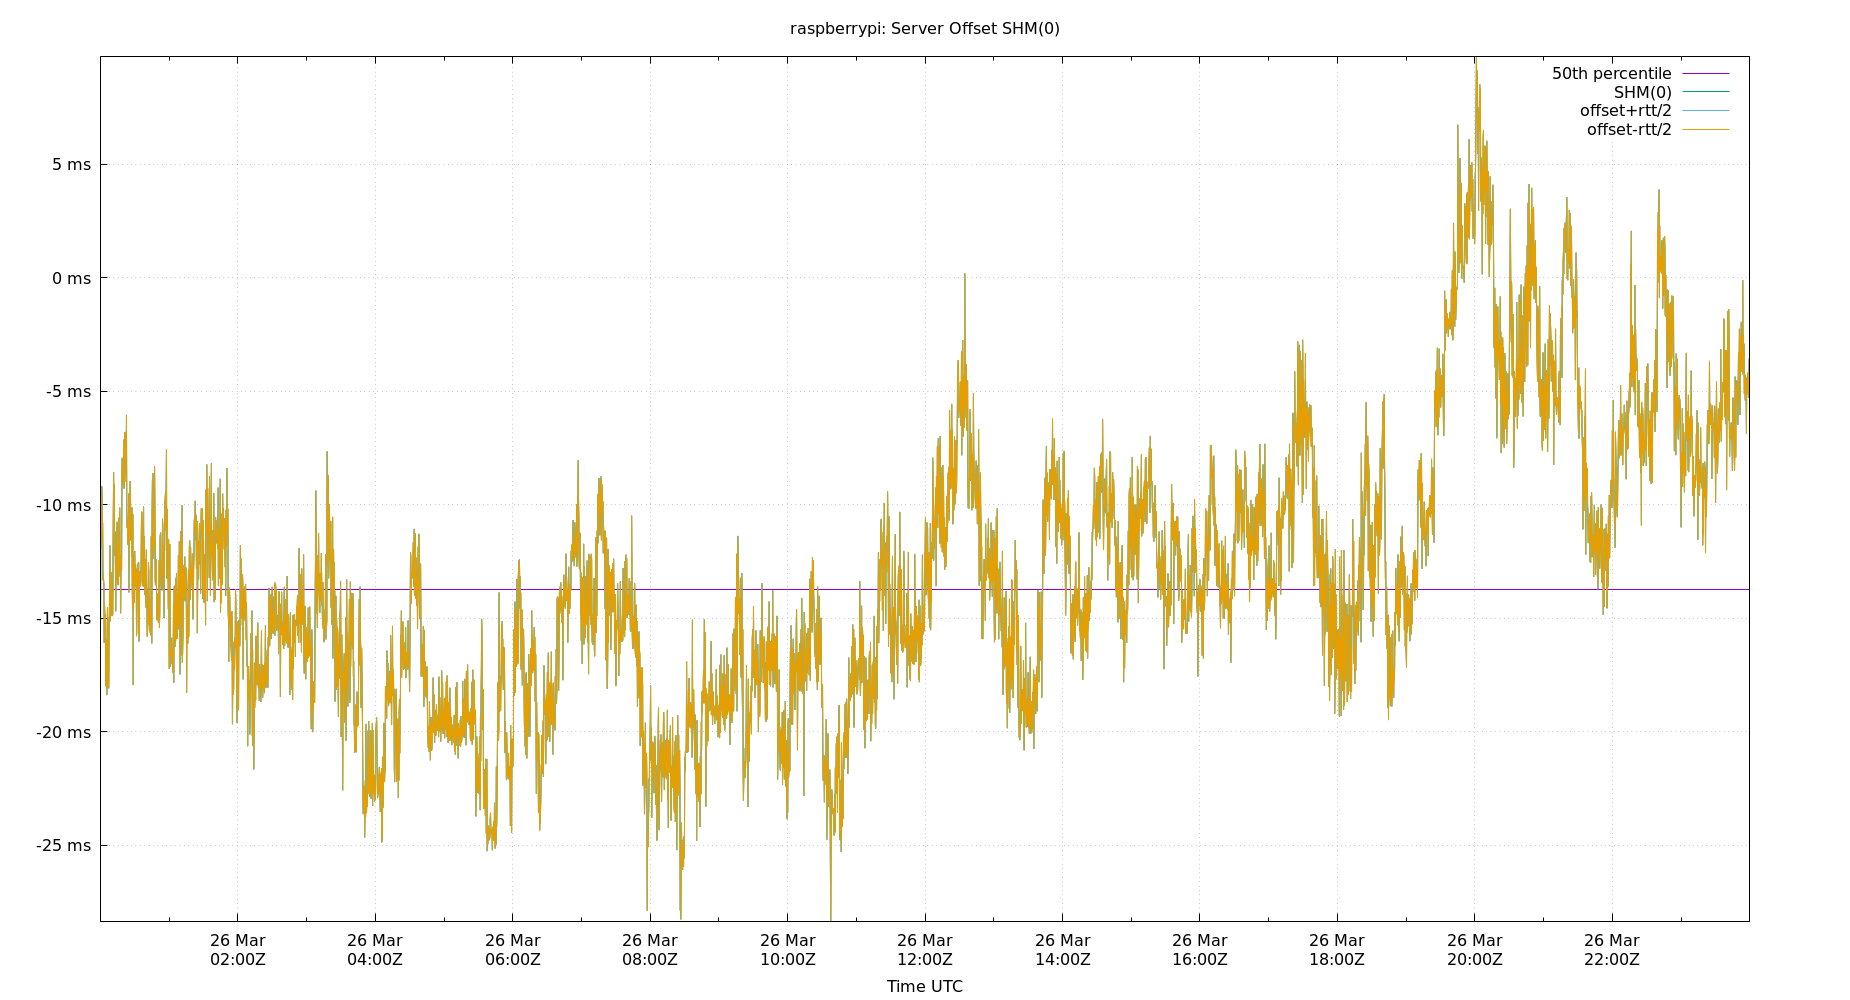 raspberrypi: Server Offset SHM(0)
50th percentile
SHM(0)
offset+rtt/2
offset-rtt/2
5 ms
0 ms
-5 ms
-10 ms
-15 ms
-20 ms
-25 ms
26 Mar 26 Mar 26 Mar 26 Mar 26 Mar 26 Mar 26 Mar 26 Mar 26 Mar 26 Mar 26 Mar
02:00Z 04:00Z 06:00Z 08:00Z 10:00Z 12:00Z 14:00Z 16:00Z 18:00Z 20:00Z 22:00Z
Time UTC